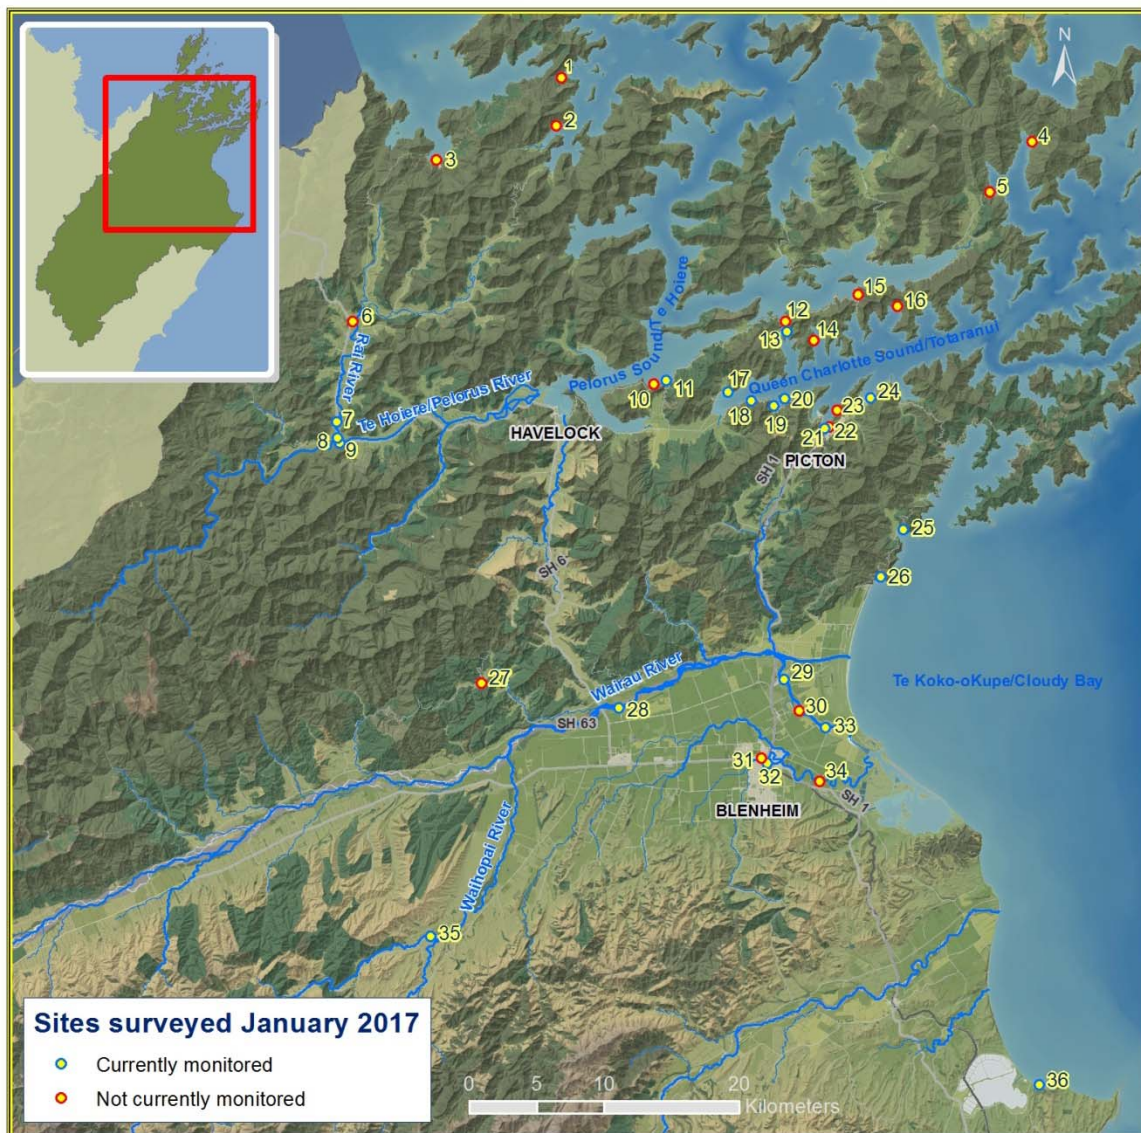 N
1
2
3
4
5
6
Rai River
7
8
9
Te Hoiere/Pelorus River
HAVELOCK
Pelorus Sound/Te Hoiere
10
11
12
13
14
15
16
17
Queen Charlotte Sound/Totaranui
18
19
20
21
22
23
24
PICTON
SH 1
SH 6
25
26
27
Wairau River
28
SH 63
29
30
Te Koko-oKupe/Cloudy Bay
31
32
33
34
BLENHEIM
SH 1
Waihopai River
35
36
Sites surveyed January 2017
Currently monitored
Not currently monitored
0 5 10 20
Kilometers